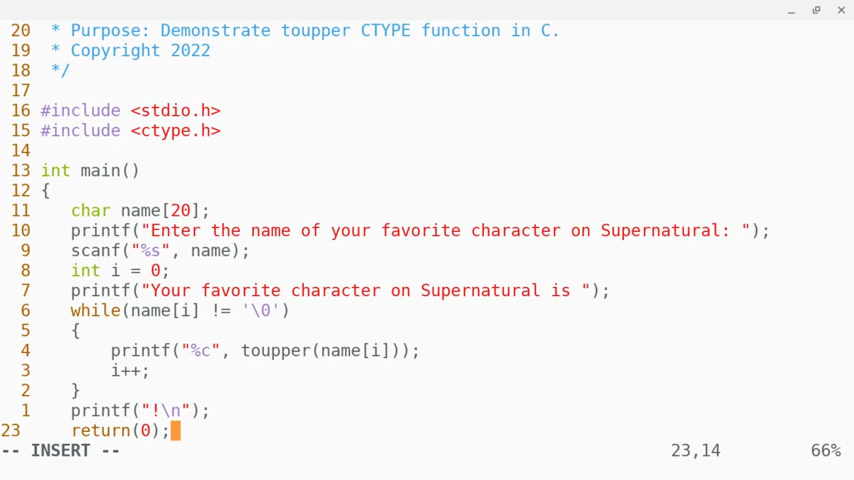 20 * Purpose: Demonstrate toupper CTYPE function in C.
19 * Copyright 2022
18 */
17
16 #include <stdio.h>
15 #include <ctype.h>
14
13 int main()
12 {
11 char name[20];
10 printf("Enter the name of your favorite character on Supernatural: ");
9 scanf("%s", name);
8 int i = 0;
7 printf("Your favorite character on Supernatural is ");
6 while(name[i] != '\0')
5 {
4 printf("%c", toupper(name[i]));
3 i++;
2 }
1 printf("!\n");
23 return(0);
-- INSERT -- 23,14 66%